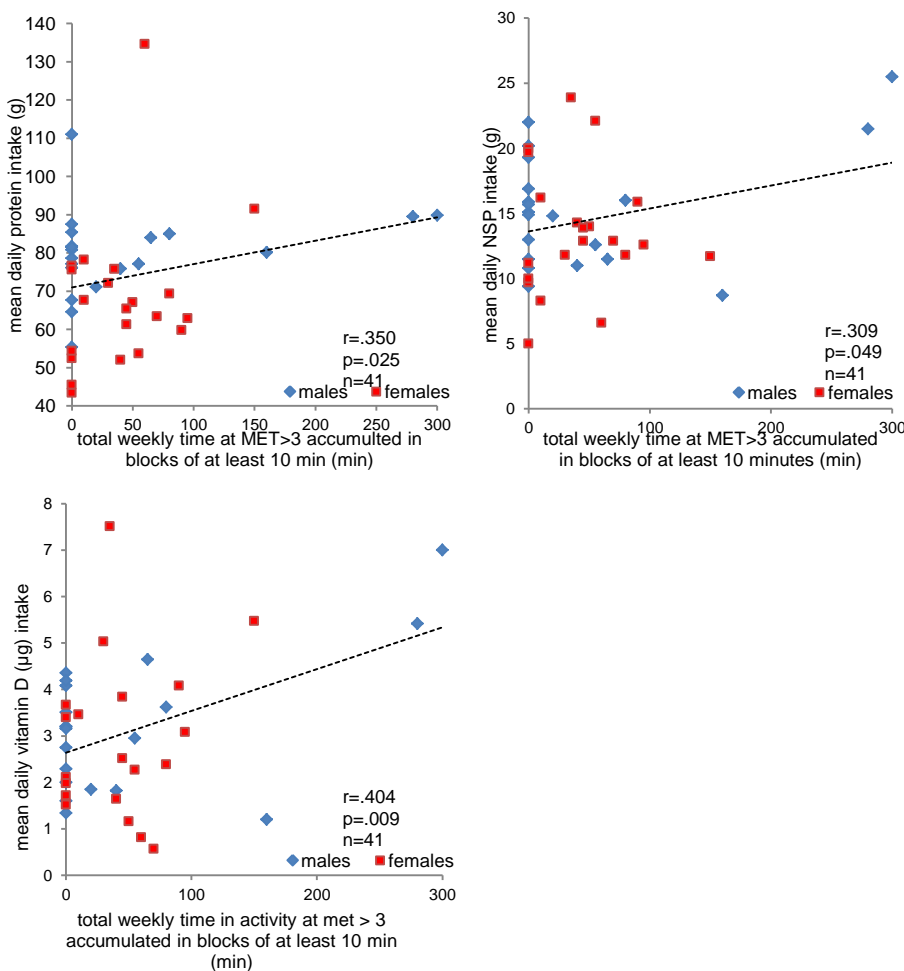 mean daily protein intake (g)
140
130
120
110
100
90
80
70
60
50
40
0
50
100
150
200
250
300
r=.350
p=.025
n=41
males
females
total weekly time at MET>3 accumulted in
blocks of at least 10 min (min)
mean daily NSP intake (g)
30
25
20
15
10
5
0
0
100
200
300
r=.309
p=.049
n=41
males
females
total weekly time at MET>3 accumulated
in blocks of at least 10 minutes (min)
mean daily vitamin D (µg) intake
8
7
6
5
4
3
2
1
0
0
100
200
300
r=.404
p=.009
n=41
males
females
total weekly time in activity at met > 3
accumulated in blocks of at least 10 min
(min)